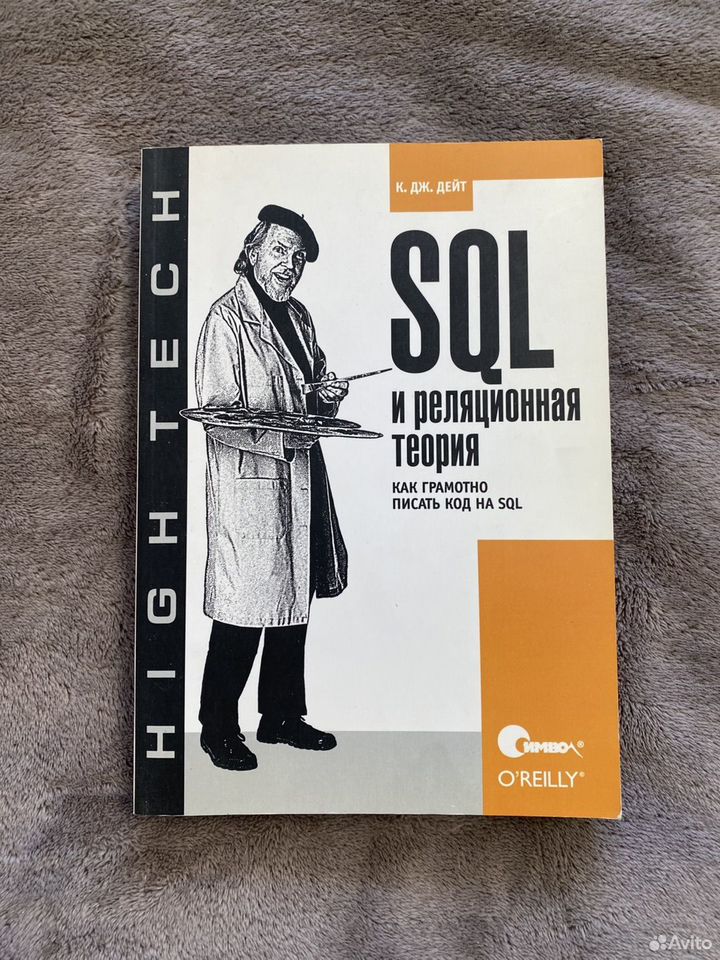 HIGH TECH
К. ДЖ. ДЕЙТ
SQL
и реляционная
теория
КАК ГРАМОТНО
ПИСАТЬ КОД НА SQL
Символ®
O'REILLY®
Avito